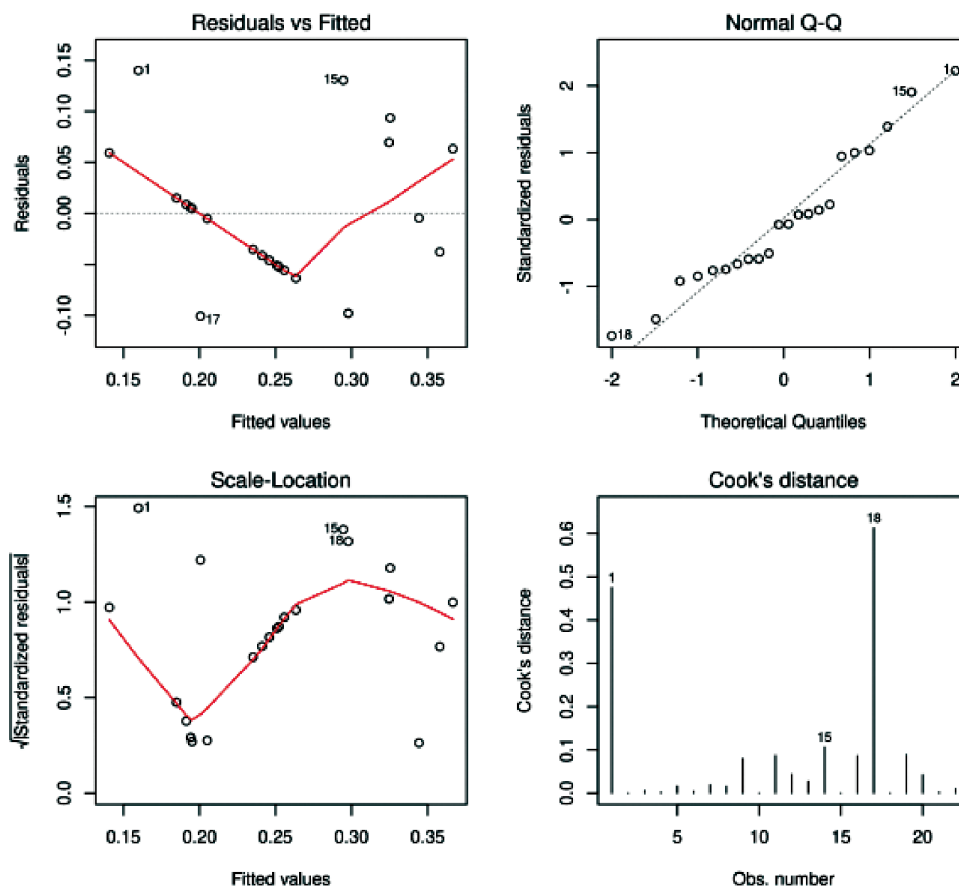 Residuals vs Fitted
Residuals
0.15
0.10
0.05
0.00
-0.10
1
15
17
0.15 0.20 0.25 0.30 0.35
Fitted values
Normal Q-Q
Standardized residuals
2
1
0
-1
1
15
18
-2 -1 0 1 2
Theoretical Quantiles
Scale-Location
√|Standardized residuals|
1.5
1.0
0.5
0.0
1
15
18
0.15 0.20 0.25 0.30 0.35
Fitted values
Cook's distance
Cook's distance
0.6
0.5
0.4
0.3
0.2
0.1
0.0
1
15
18
5 10 15 20
Obs. number